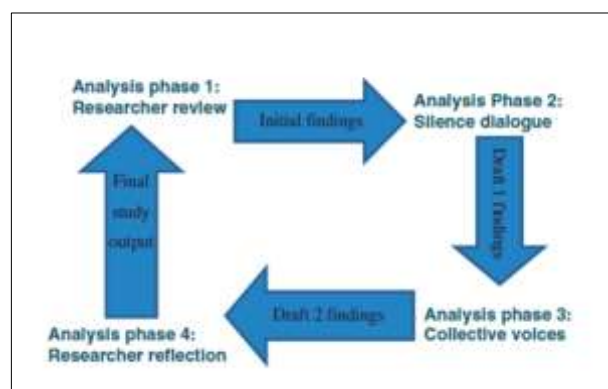 Analysis phase 1:
Researcher review
Initial findings
Analysis Phase 2:
Silence dialogue
Draft 1 findings
Analysis phase 3:
Collective voices
Draft 2 findings
Analysis phase 4:
Researcher reflection
Final
study
output